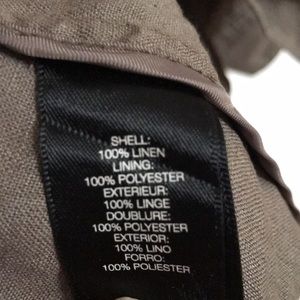 SHELL:
100% LINEN
LINING:
100% POLYESTER
EXTERIEUR:
100% LINGE
DOUBLURE:
100% POLYESTER
EXTERIOR:
100% LINO
FORRO:
100% POLIESTER